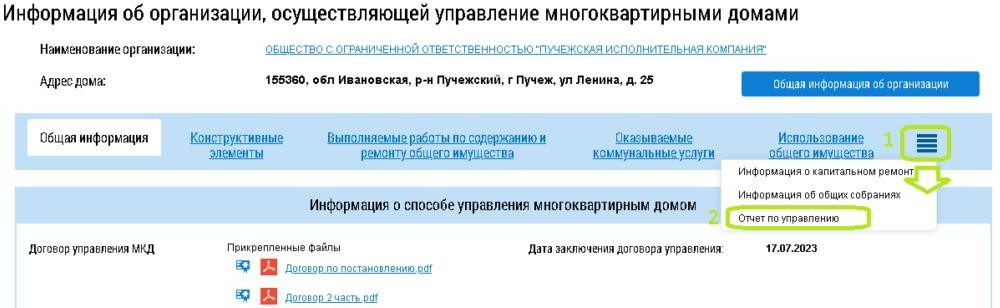 Информация об организации, осуществляющей управление многоквартирными домами
Наименование организации: ОБЩЕСТВО С ОГРАНИЧЕННОЙ ОТВЕТСТВЕННОСТЬЮ "ПУЧЕЖСКАЯ ИСПОЛНИТЕЛЬНАЯ КОМПАНИЯ"
Адрес дома: 155360, обл Ивановская, р-н Пучежский, г Пучеж, ул Ленина, д. 25
Общая информация об организации
Общая информация
Конструктивные
элементы
Выполняемые работы по содержанию и
ремонту общего имущества
Оказываемые
коммунальные услуги
Использование
общего имущества
1
Информация о капитальном ремонт
Информация об общих собраниях
2 Отчет по управлению
Информация о способе управления многоквартирным домом
Договор управления МКД
Прикрепленные файлы
Договор по постановлению.pdf
Договор 2 часть.pdf
Дата заключения договора управления: 17.07.2023